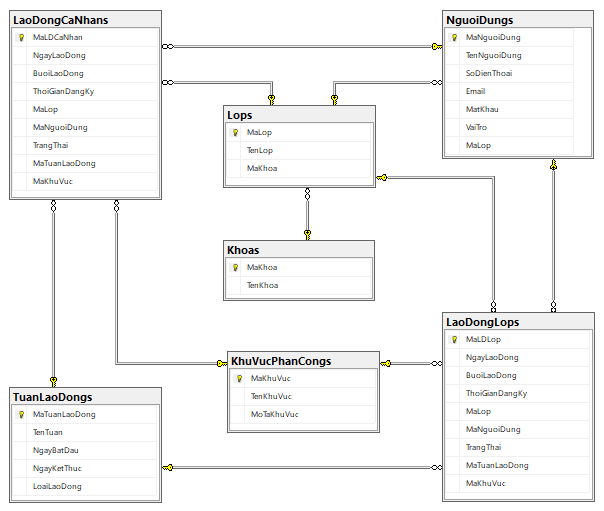 LaoDongCaNhans
MaLDCaNhan
NgayLaoDong
BuoiLaoDong
ThoiGianDangKy
MaLop
MaNguoiDung
TrangThai
MaTuanLaoDong
MaKhuVuc
NguoiDungs
MaNguoiDung
TenNguoiDung
SoDienThoai
Email
MatKhau
VaiTro
MaLop
Lops
MaLop
TenLop
MaKhoa
Khoas
MaKhoa
TenKhoa
KhuVucPhanCongs
MaKhuVuc
TenKhuVuc
MoTaKhuVuc
TuanLaoDongs
MaTuanLaoDong
TenTuan
NgayBatDau
NgayKetThuc
LoaiLaoDong
LaoDongLops
MaLDLop
NgayLaoDong
BuoiLaoDong
ThoiGianDangKy
MaLop
MaNguoiDung
TrangThai
MaTuanLaoDong
MaKhuVuc